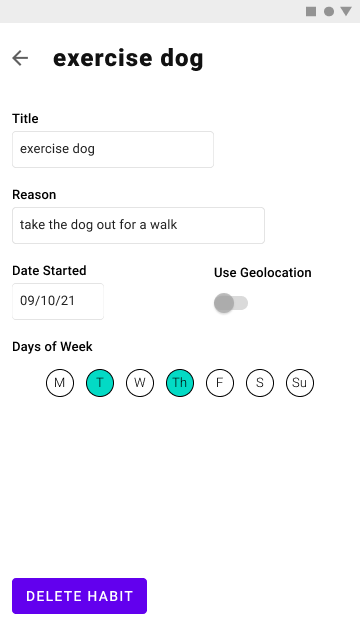 exercise dog
Title
exercise dog
Reason
take the dog out for a walk
Date Started
Use Geolocation
09/10/21
Days of Week
M T W Th F S Su
DELETE HABIT